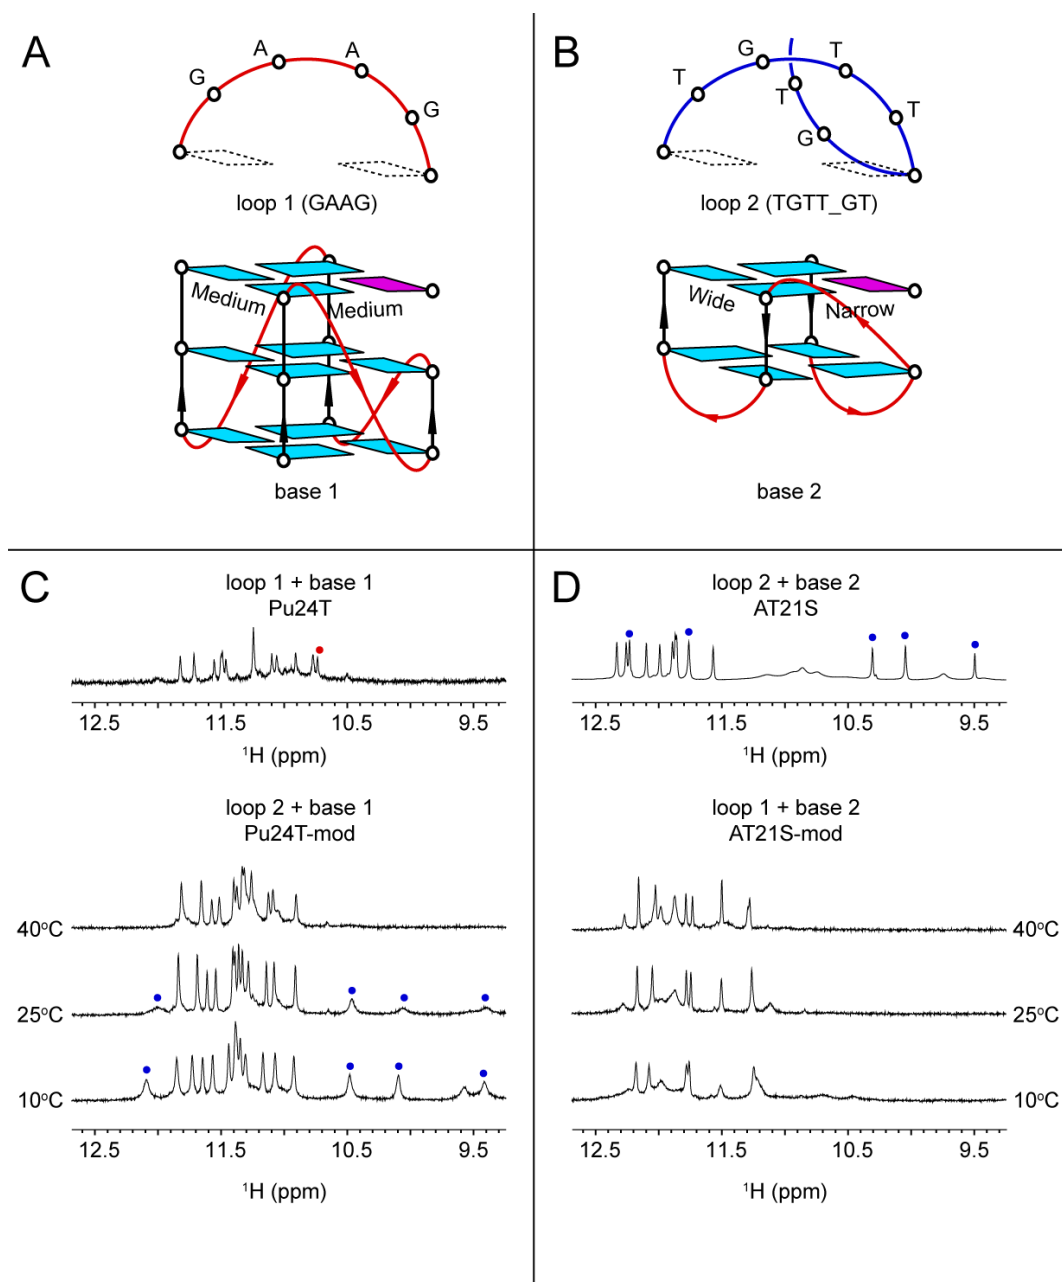 A
G
A
A
G
loop 1 (GAAG)
Medium
Medium
base 1
B
T
G
T
T
T
G
loop 2 (TGTT_GT)
Wide
Narrow
base 2
C
loop 1 + base 1
Pu24T
12.5 11.5 10.5 9.5
¹H (ppm)
loop 2 + base 1
Pu24T-mod
40°C
25°C
10°C
12.5 11.5 10.5 9.5
¹H (ppm)
D
loop 2 + base 2
AT21S
12.5 11.5 10.5 9.5
¹H (ppm)
loop 1 + base 2
AT21S-mod
40°C
25°C
10°C
12.5 11.5 10.5 9.5
¹H (ppm)